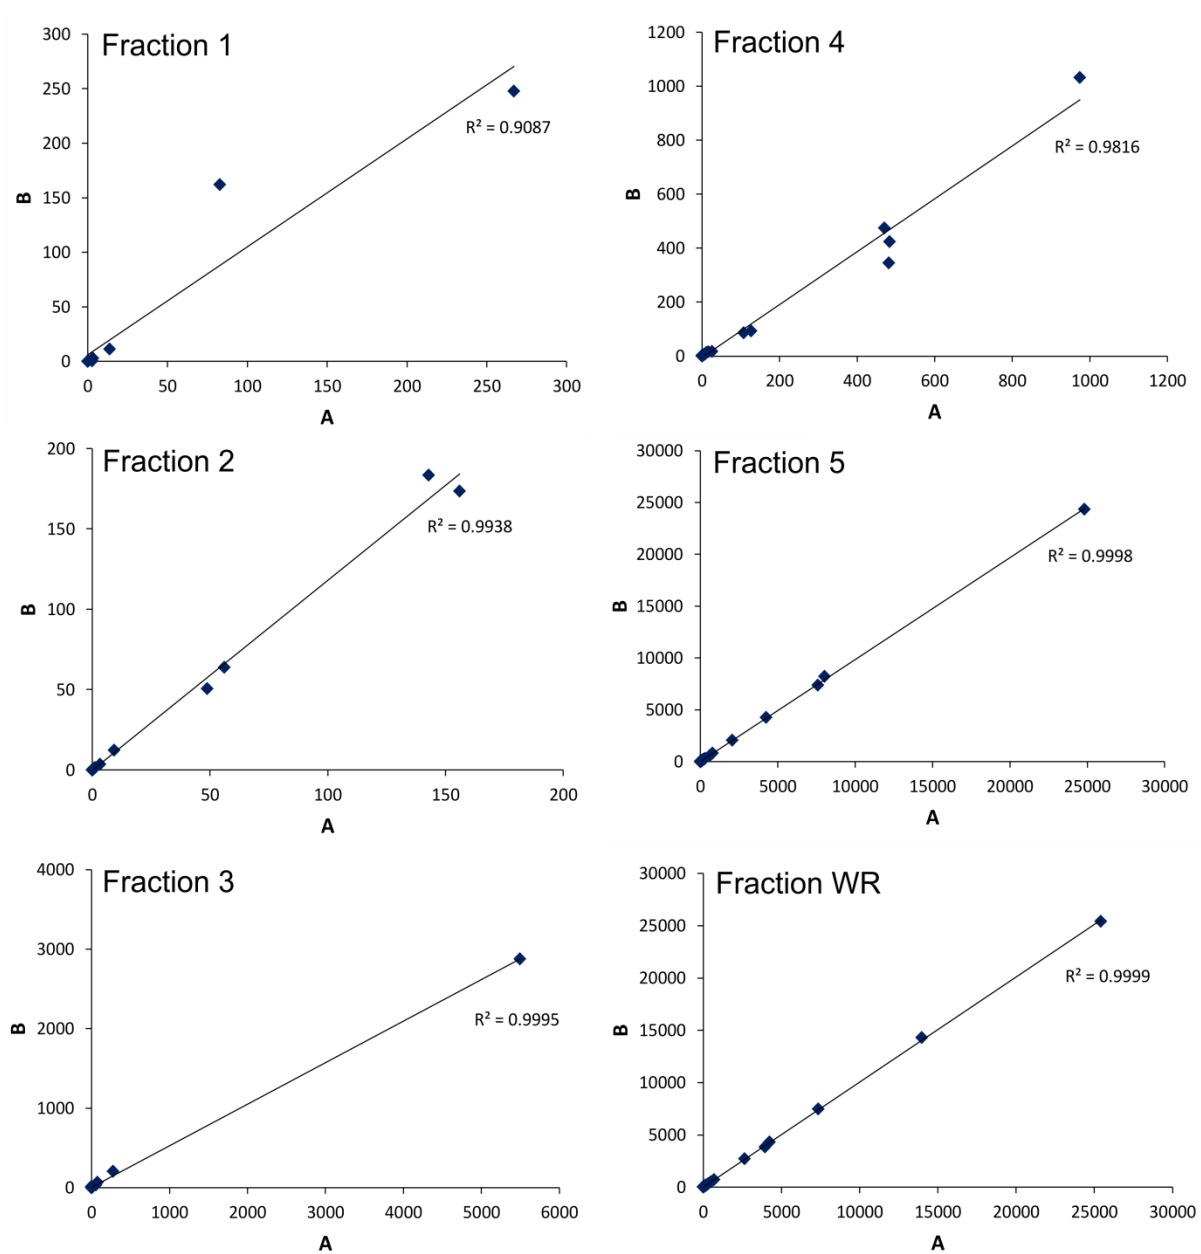 Fraction 1
300
250
200
150
100
50
0
R² = 0.9087
B
0 50 100 150 200 250 300
A
Fraction 4
1200
1000
800
600
400
200
0
R² = 0.9816
B
0 200 400 600 800 1000 1200
A
Fraction 2
200
150
100
50
0
R² = 0.9938
B
0 50 100 150 200
A
Fraction 5
30000
25000
20000
15000
10000
5000
0
R² = 0.9998
B
0 5000 10000 15000 20000 25000 30000
A
Fraction 3
4000
3000
2000
1000
0
R² = 0.9995
B
0 1000 2000 3000 4000 5000 6000
A
Fraction WR
30000
25000
20000
15000
10000
5000
0
R² = 0.9999
B
0 5000 10000 15000 20000 25000 30000
A